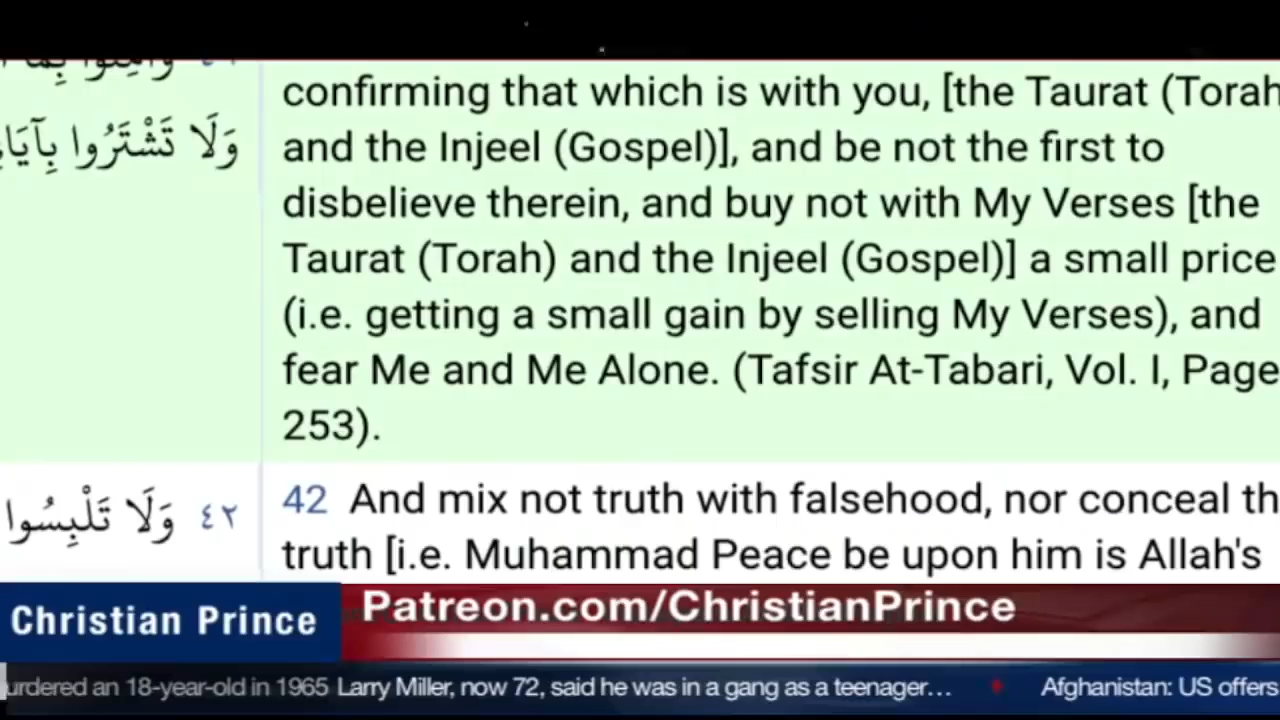 confirming that which is with you, [the Taurat (Torah
وَلَا تَشْتَرُوا بِآيَا
and the Injeel (Gospel)], and be not the first to
disbelieve therein, and buy not with My Verses [the
Taurat (Torah) and the Injeel (Gospel)] a small price
(i.e. getting a small gain by selling My Verses), and
fear Me and Me Alone. (Tafsir At-Tabari, Vol. I, Page
253).
٤٢ وَلَا تَلْبِسُوا
42 And mix not truth with falsehood, nor conceal th
truth [i.e. Muhammad Peace be upon him is Allah's
Christian Prince
Patreon.com/ChristianPrince
urdered an 18-year-old in 1965 Larry Miller, now 72, said he was in a gang as a teenager... Afghanistan: US offers